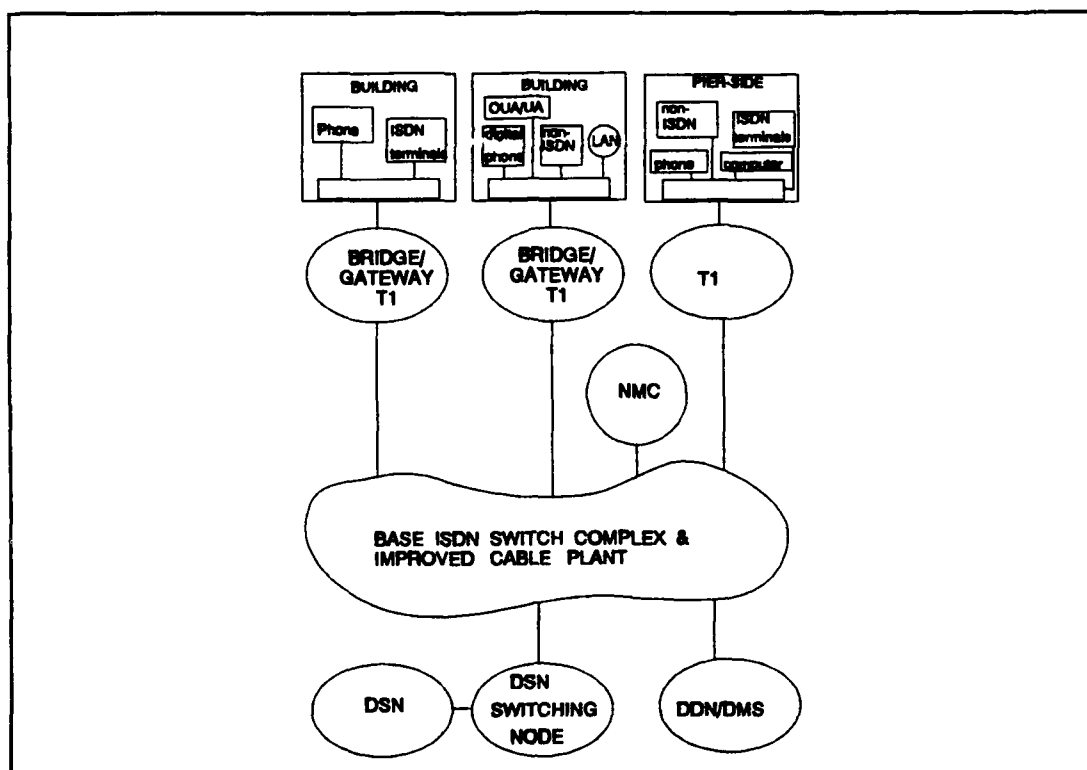 BUILDING
Phone
ISDN
terminals
BUILDING
OUA/UA
digital
phone
non-
ISDN
LAN
PIER-SIDE
non-
ISDN
ISDN
terminals
phone
computer
BRIDGE/
GATEWAY
T1
BRIDGE/
GATEWAY
T1
T1
NMC
BASE ISDN SWITCH COMPLEX &
IMPROVED CABLE PLANT
DSN
DSN
SWITCHING
NODE
DDN/DMS